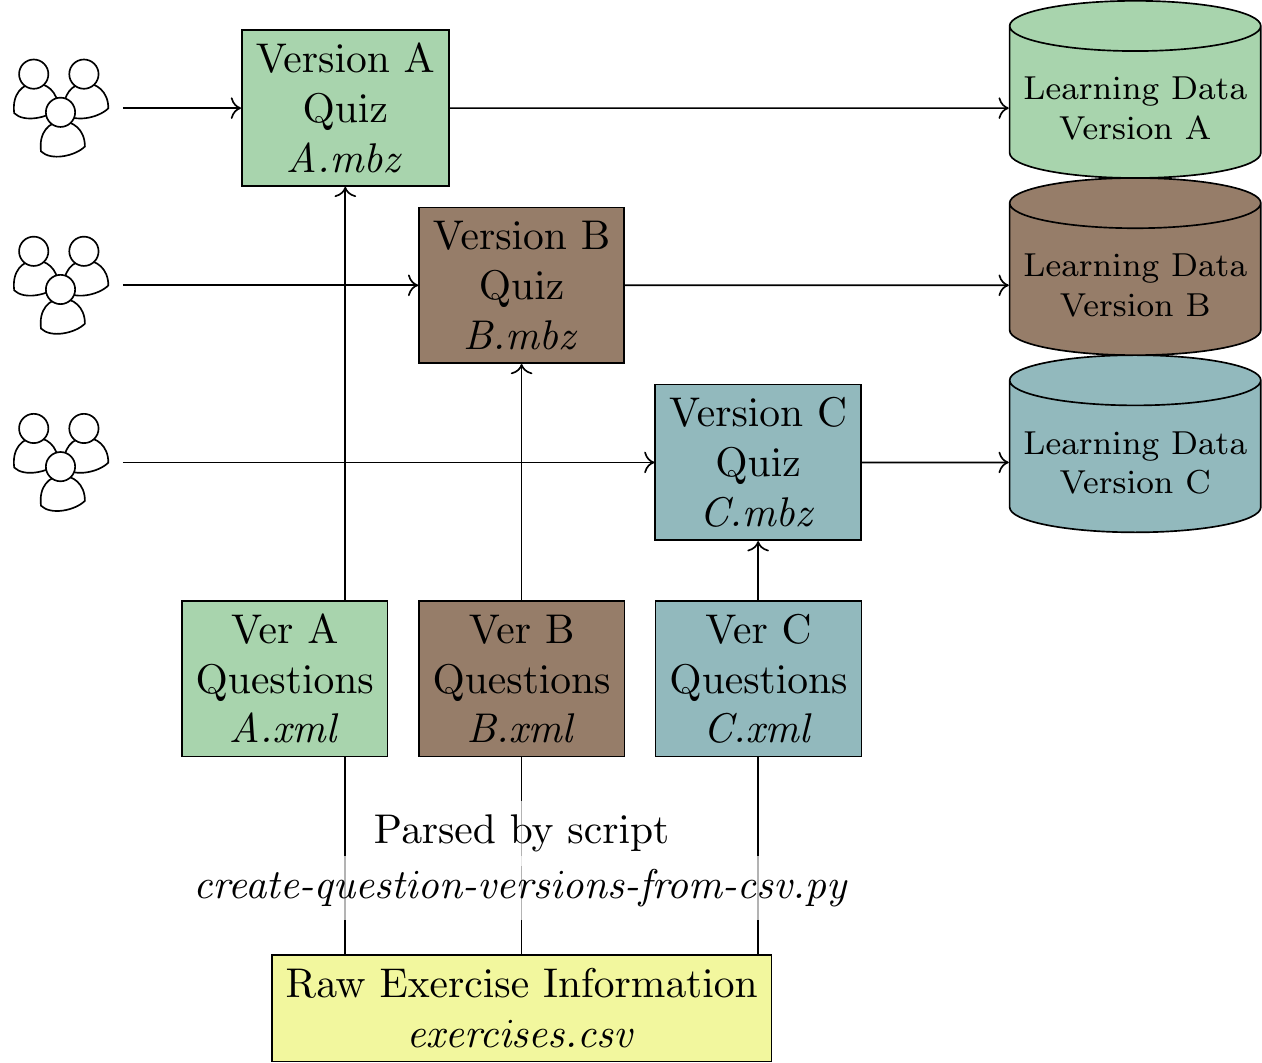 Version A
Quiz
A.mbz
Learning Data
Version A
Version B
Quiz
B.mbz
Learning Data
Version B
Version C
Quiz
C.mbz
Learning Data
Version C
Ver A
Questions
A.xml
Ver B
Questions
B.xml
Ver C
Questions
C.xml
Parsed by script
create-question-versions-from-csv.py
Raw Exercise Information
exercises.csv